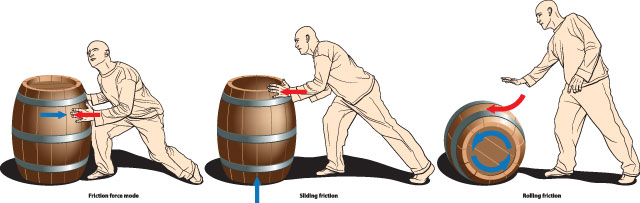 Friction force mode
Sliding friction
Rolling friction